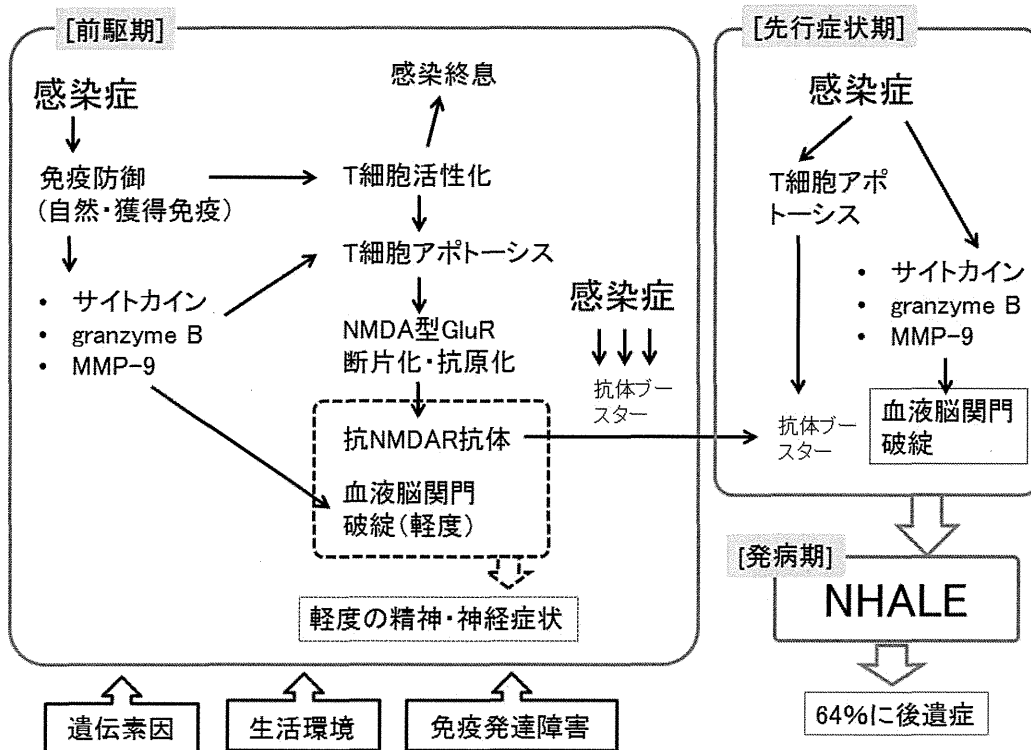 [前駆期]
感染症
免疫防御
(自然・獲得免疫)
• サイトカイン
• granzyme B
• MMP-9
感染終息
T細胞活性化
T細胞アポトーシス
NMDA型GluR
断片化・抗原化
抗NMDAR抗体
血液脳関門
破綻(軽度)
軽度の精神・神経症状
感染症
抗体ブー
スター
遺伝素因
生活環境
免疫発達障害
[先行症状期]
感染症
T細胞アポ
トーシス
• サイトカイン
• granzyme B
• MMP-9
抗体ブー
スター
血液脳関門
破綻
[発病期]
NHALE
64%に後遺症